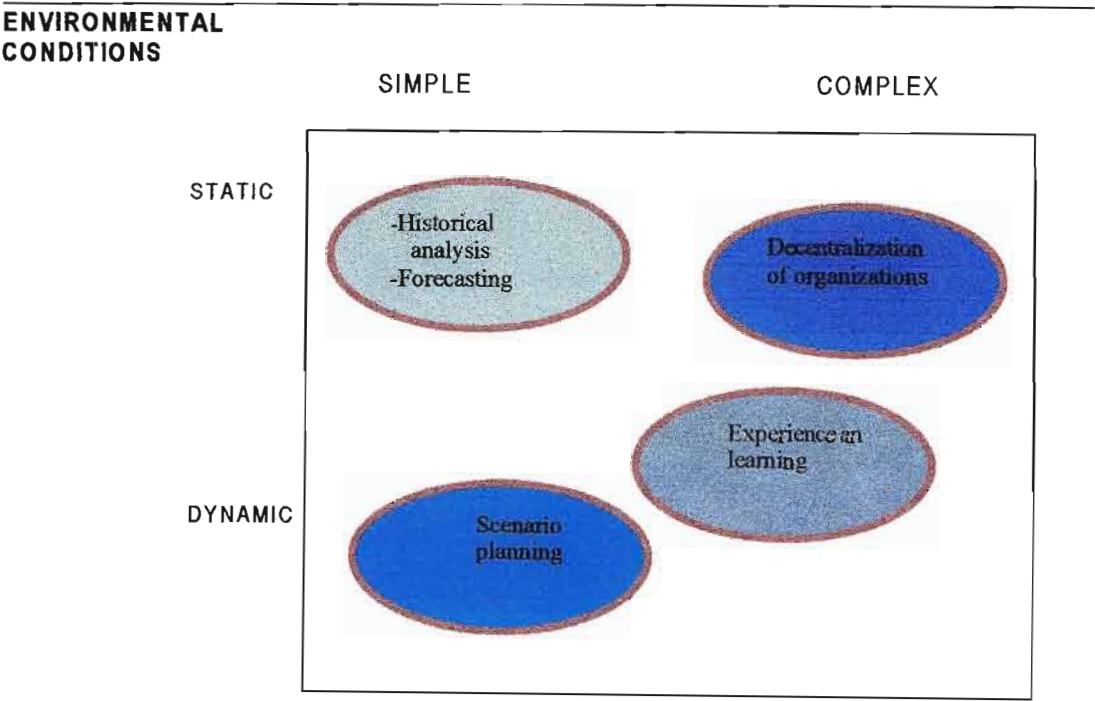 ENVIRONMENTAL
CONDITIONS
SIMPLE
COMPLEX
STATIC
-Historical
analysis
-Forecasting
Decentralization
of organizations
Experience an
learning
DYNAMIC
Scenario
planning